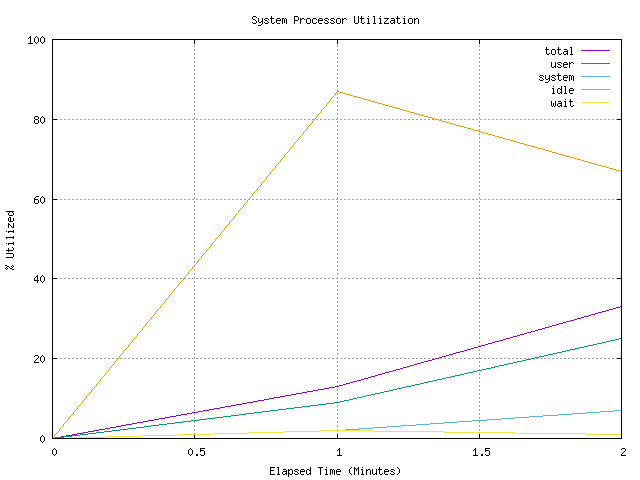 System Processor Utilization
100
80
60
40
20
0
% Utilized
total
user
system
idle
wait
0 0.5 1 1.5 2
Elapsed Time (Minutes)